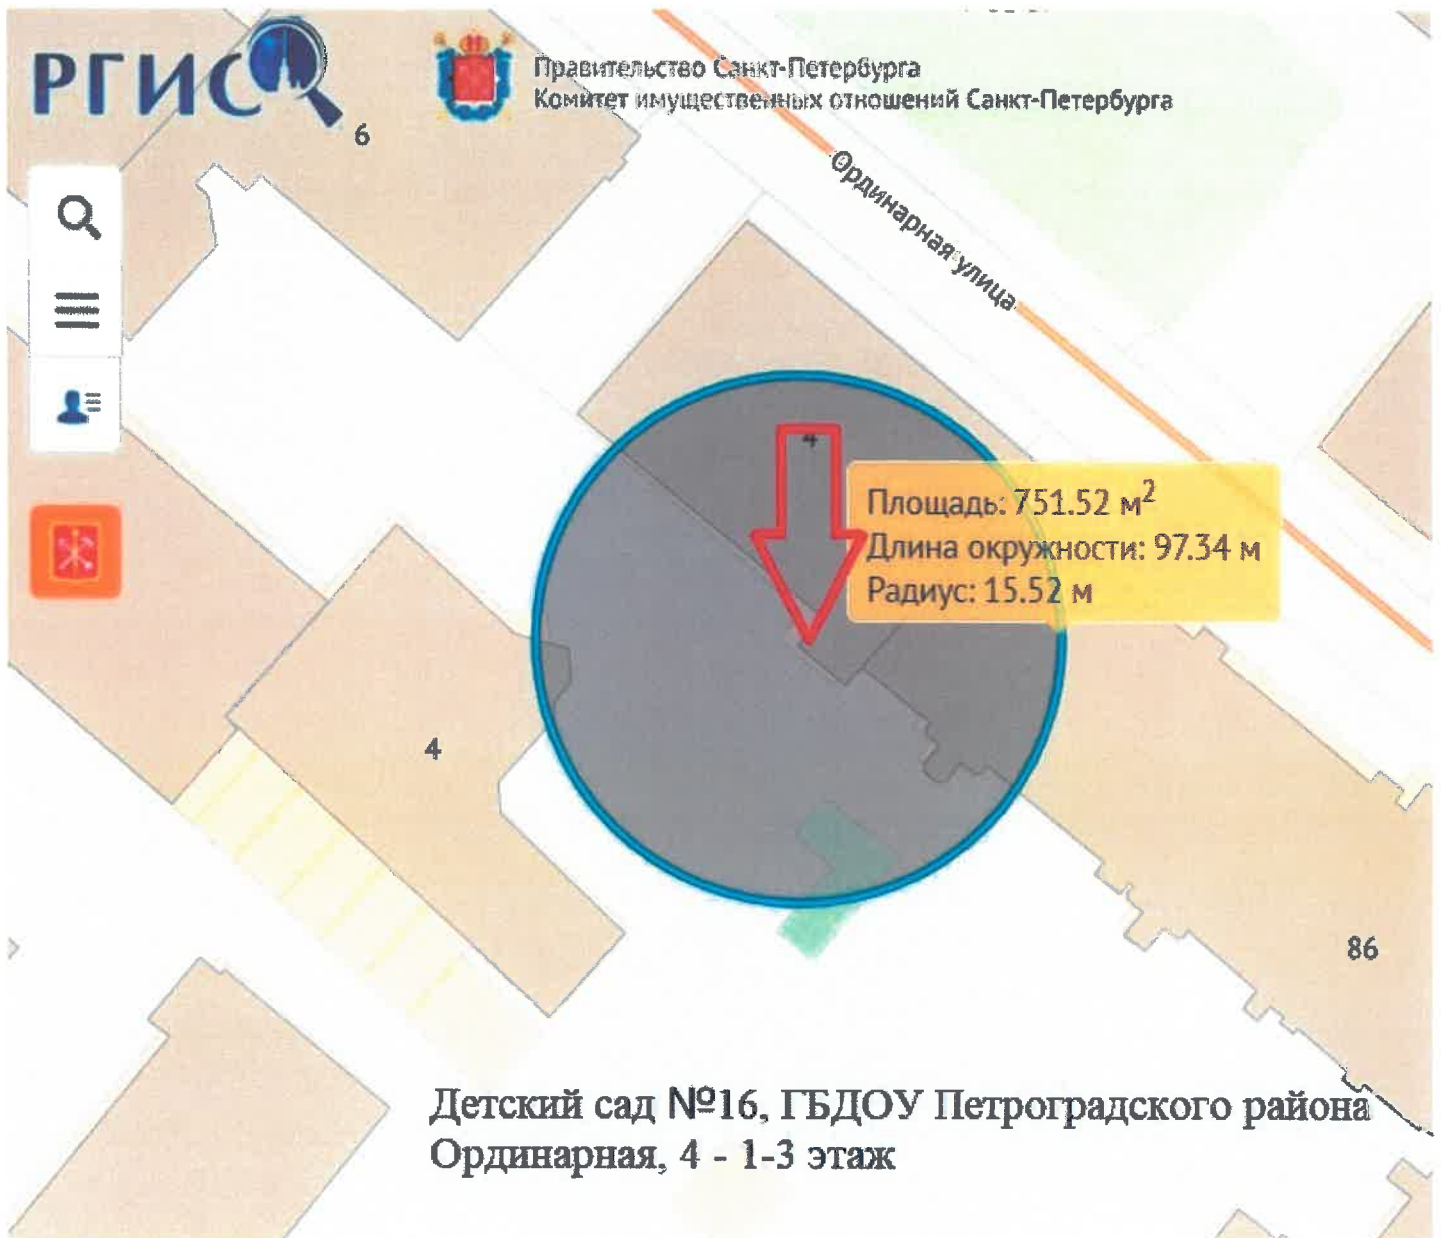 РГИС
Правительство Санкт-Петербурга
Комитет имущественных отношений Санкт-Петербурга
6
Ординарная улица
4
Площадь: 751.52 м²
Длина окружности: 97.34 м
Радиус: 15.52 м
4
86
Детский сад №16, ГБДОУ Петроградского района
Ординарная, 4 - 1-3 этаж